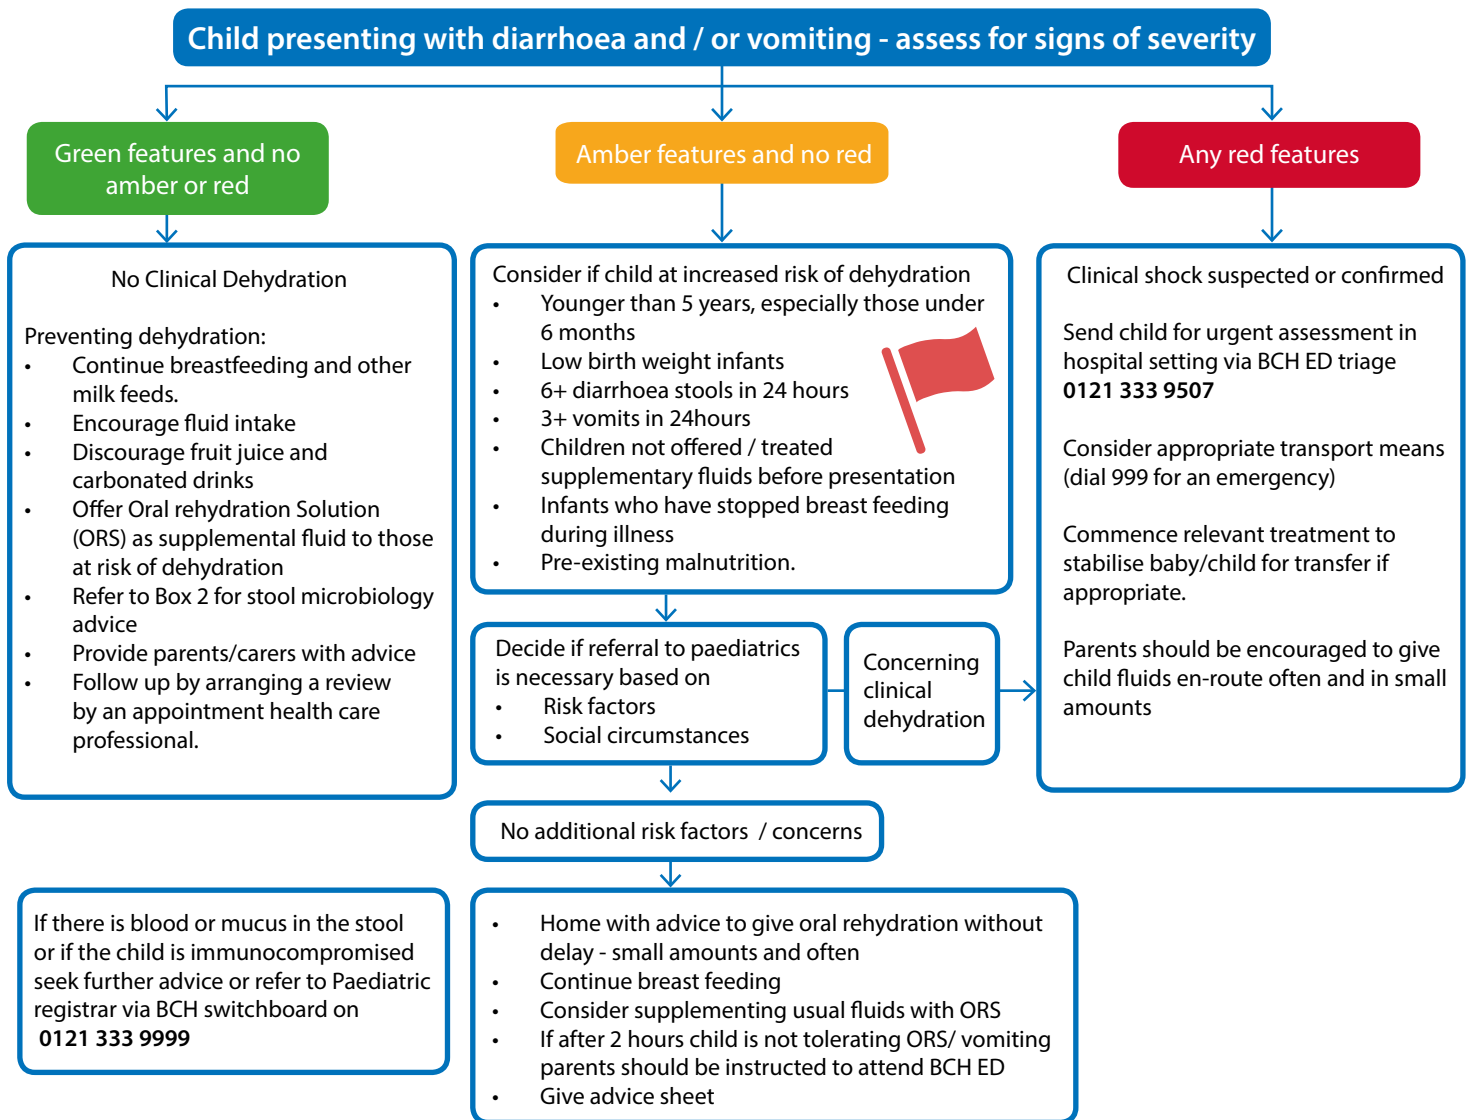 Child presenting with diarrhoea and / or vomiting - assess for signs of severity
Green features and no
amber or red
No Clinical Dehydration
Preventing dehydration:
• Continue breastfeeding and other
milk feeds.
• Encourage fluid intake
• Discourage fruit juice and
carbonated drinks
• Offer Oral rehydration Solution
(ORS) as supplemental fluid to those
at risk of dehydration
• Refer to Box 2 for stool microbiology
advice
• Provide parents/carers with advice
• Follow up by arranging a review
by an appointment health care
professional.
Amber features and no red
Consider if child at increased risk of dehydration
• Younger than 5 years, especially those under
6 months
• Low birth weight infants
• 6+ diarrhoea stools in 24 hours
• 3+ vomits in 24hours
• Children not offered / treated
supplementary fluids before presentation
• Infants who have stopped breast feeding
during illness
• Pre-existing malnutrition.
Decide if referral to paediatrics
is necessary based on
• Risk factors
• Social circumstances
Concerning
clinical
dehydration
Any red features
Clinical shock suspected or confirmed
Send child for urgent assessment in
hospital setting via BCH ED triage
0121 333 9507
Consider appropriate transport means
(dial 999 for an emergency)
Commence relevant treatment to
stabilise baby/child for transfer if
appropriate.
Parents should be encouraged to give
child fluids en-route often and in small
amounts
No additional risk factors / concerns
If there is blood or mucus in the stool
or if the child is immunocompromised
seek further advice or refer to Paediatric
registrar via BCH switchboard on
0121 333 9999
• Home with advice to give oral rehydration without
delay - small amounts and often
• Continue breast feeding
• Consider supplementing usual fluids with ORS
• If after 2 hours child is not tolerating ORS/ vomiting
parents should be instructed to attend BCH ED
• Give advice sheet